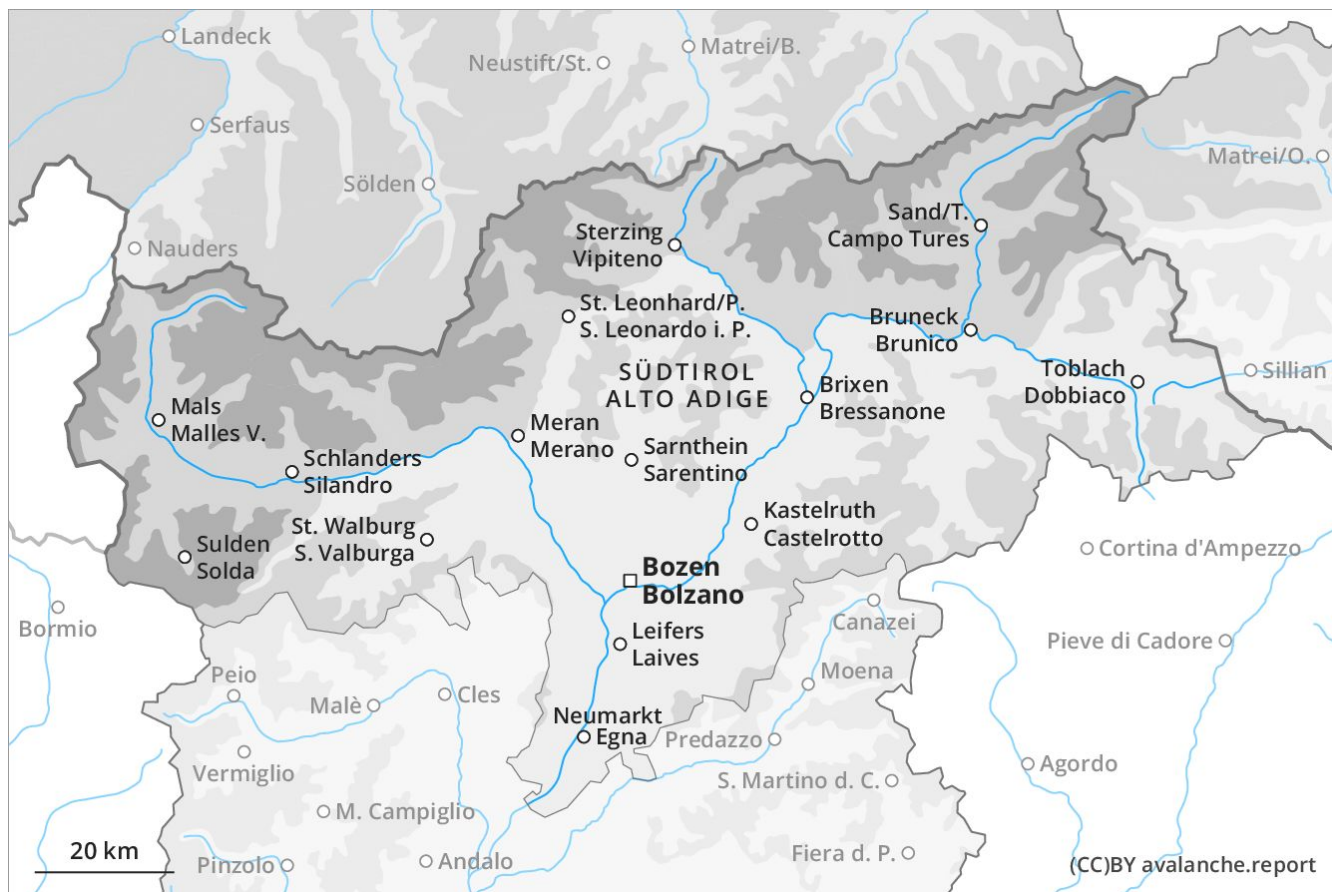 Landeck
Matrei/B.
Neustift/St.
Serfaus
Matrei/O.
Sölden
Sand/T.
Campo Tures
Sterzing
Vipiteno
Nauders
St. Leonhard/P.
S. Leonardo i. P.
Bruneck
Brunico
SÜDTIROL
ALTO ADIGE
Toblach
Dobbiaco
Sillian
Brixen
Bressanone
Mals
Malles V.
Meran
Merano
Sarnthein
Sarentino
Schlanders
Silandro
St. Walburg
S. Valburga
Kastelruth
Castelrotto
Sulden
Solda
Cortina d'Ampezzo
Bozen
Bolzano
Bormio
Canazei
Leifers
Laives
Pieve di Cadore
Peio
Moena
Malè
Cles
Neumarkt
Egna
Predazzo
Vermiglio
Agordo
S. Martino d. C.
M. Campiglio
20 km
Pinzolo
Andalo
Fiera d. P.
(CC)BY avalanche.report